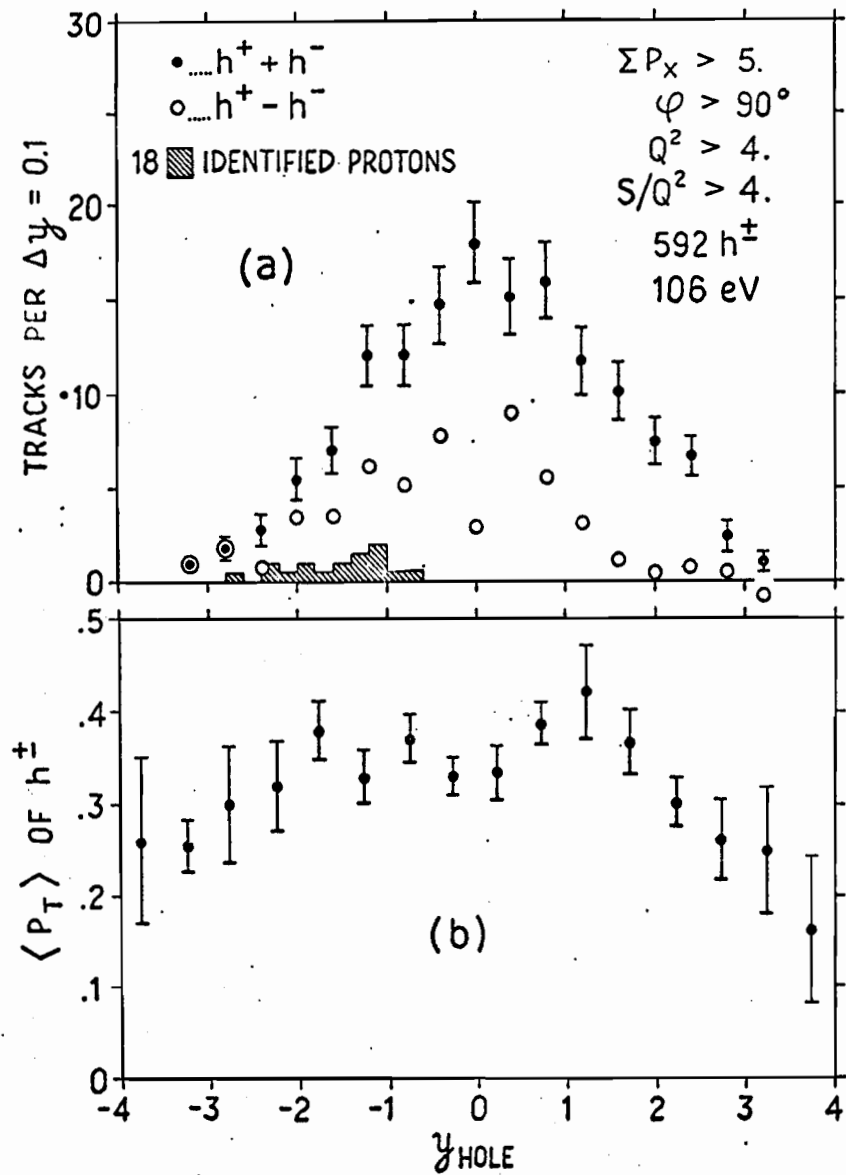 30
20
10
0
TRACKS PER Δy = 0.1
•.....h⁺ + h⁻
o.....h⁺ – h⁻
18 IDENTIFIED PROTONS
(a)
ΣPₓ > 5.
φ > 90°
Q² > 4.
S/Q² > 4.
592 h±
106 eV
.5
.4
.3
.2
.1
0
⟨P_T⟩ OF h±
(b)
-4 -3 -2 -1 0 1 2 3 4
y_HOLE